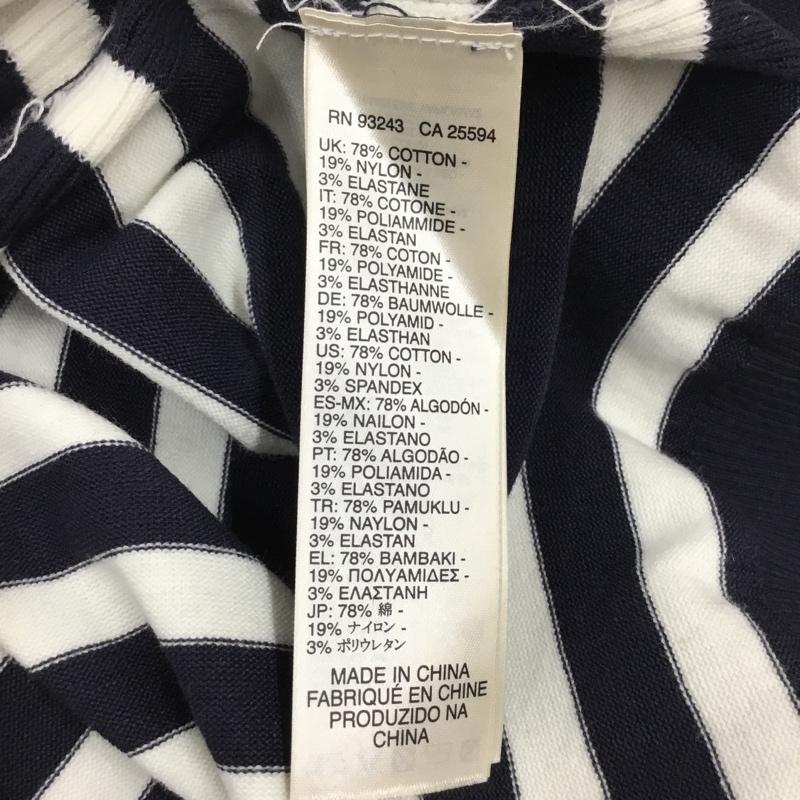 RN 93243 CA 25594
UK: 78% COTTON -
19% NYLON -
3% ELASTANE
IT: 78% COTONE -
19% POLIAMMIDE -
3% ELASTAN
FR: 78% COTON -
19% POLYAMIDE -
3% ELASTHANNE
DE: 78% BAUMWOLLE -
19% POLYAMID -
3% ELASTHAN
US: 78% COTTON -
19% NYLON -
3% SPANDEX
ES-MX: 78% ALGODÓN -
19% NAILON -
3% ELASTANO
PT: 78% ALGODÃO -
19% POLIAMIDA -
3% ELASTANO
TR: 78% PAMUKLU -
19% NAYLON -
3% ELASTAN
EL: 78% ΒΑΜΒΑΚΙ -
19% ΠΟΛΥΑΜΙΔΕΣ -
3% ΕΛΑΣΤΑΝΗ
JP: 78% 綿 -
19% ナイロン -
3% ポリウレタン
MADE IN CHINA
FABRIQUÉ EN CHINE
PRODUZIDO NA
CHINA